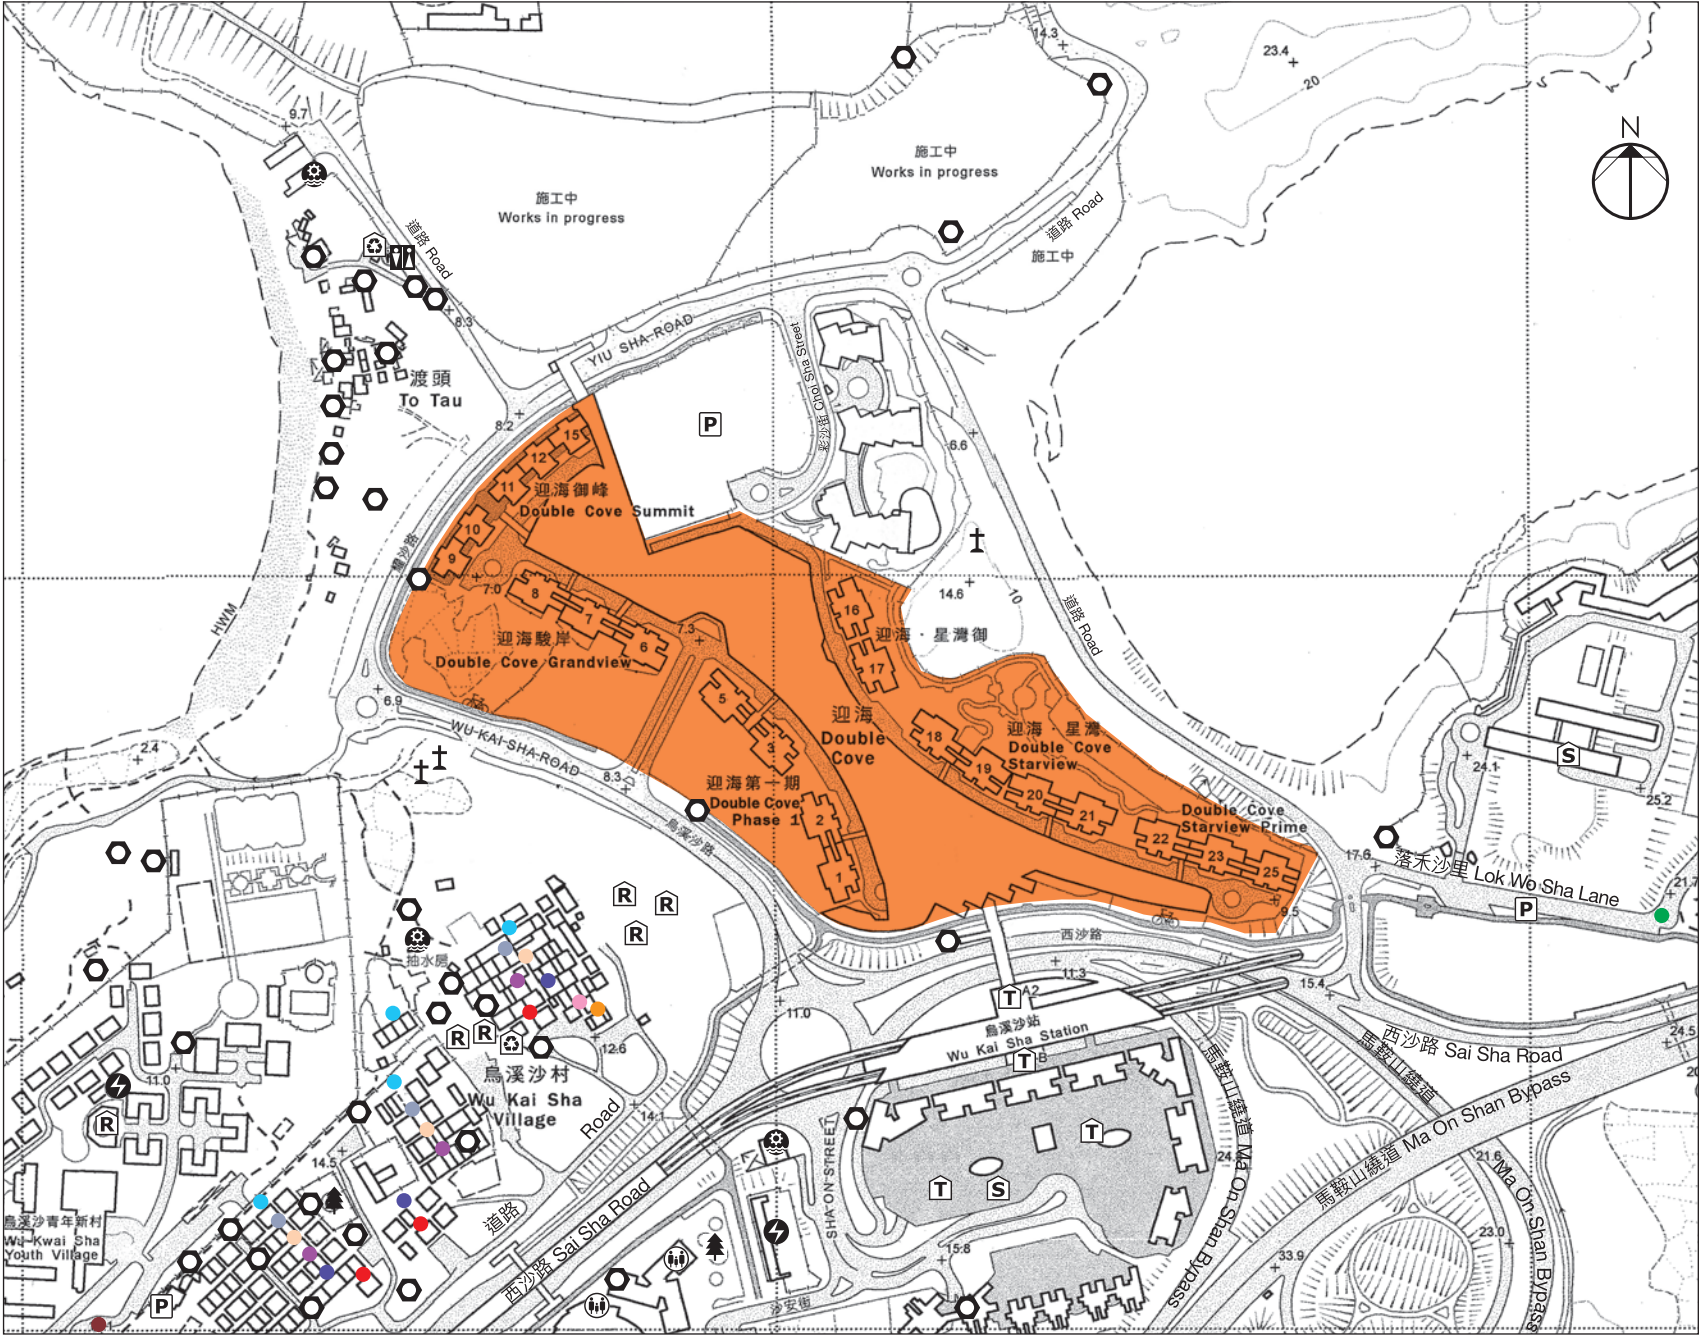 14.3
23.4
20
N
9.7
施工中
Works in progress
施工中
Works in progress
道路 Road
道路 Road
施工中
8.3
YIU SHA ROAD
彩沙街 Choi Sha Street
渡頭
To Tau
P
8.2
6.6
15
12
11
10
9
迎海御峰
Double Cove Summit
耀沙路
7.0
8
7
6
7.3
迎海駿岸
Double Cove Grandview
14.6
10
道路 Road
HWM
16
17
迎海．星灣御
6.9
WU KAI SHA ROAD
8.3
烏溪沙路
5
3
2
1
迎海
Double
Cove
迎海第一期
Double Cove
Phase 1
18
19
20
21
22
23
25
迎海．星灣
Double Cove
Starview
Double Cove
Starview Prime
9.5
2.4
24.1
S
25.2
17.6
落禾沙里 Lok Wo Sha Lane
21.7
P
R
R
R
抽水房
西沙路
11.3
A2
T
烏溪沙站
Wu Kai Sha Station
T
B
11.0
15.4
西沙路 Sai Sha Road
24.5
20
R
R
12.6
烏溪沙村
Wu Kai Sha
Village
11.0
R
14.1
Road
道路
14.5
馬鞍山繞道 Ma On Shan Bypass
馬鞍山繞道
馬鞍山繞道 Ma On Shan Bypass
Ma On Shan Bypass
T
T
S
24.
21.6
23.0
33.9
15.8
SHA ON STREET
沙安街
西沙路 Sai Sha Road
烏溪沙青年新村
Wu Kwai Sha
Youth Village
P
1